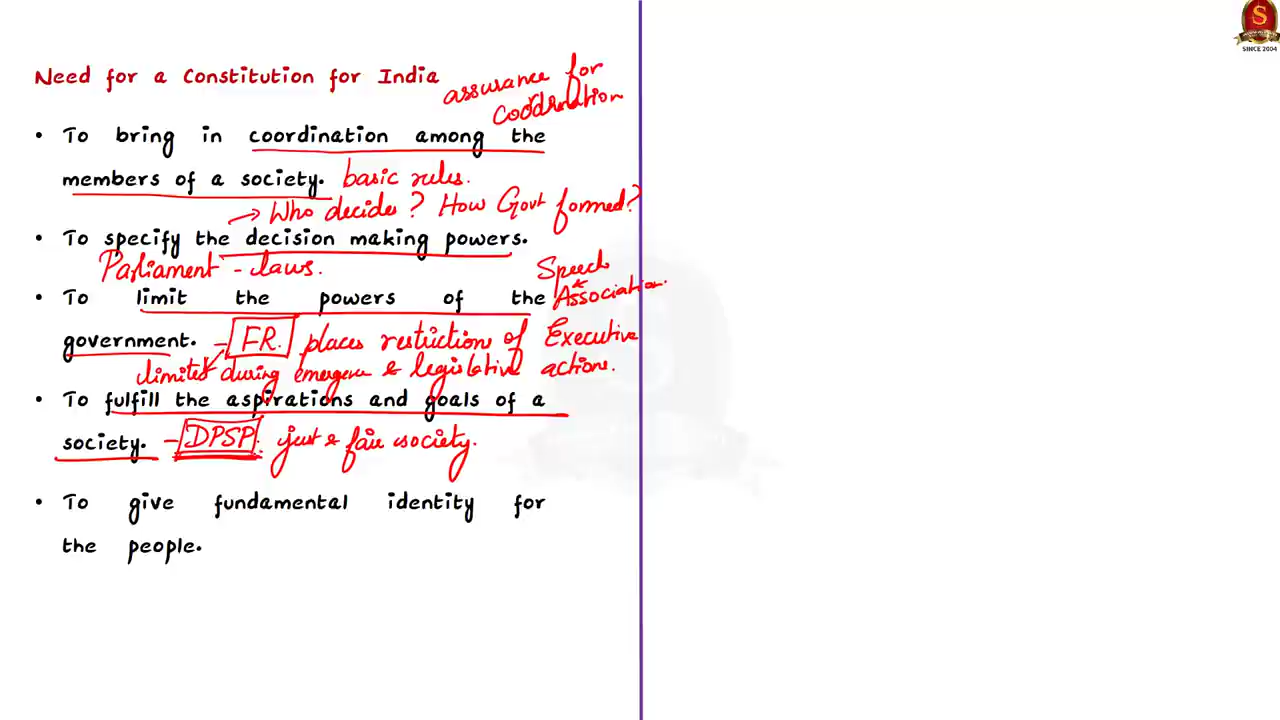 Need for a Constitution for India
assurance for
coordination
• To bring in coordination among the
members of a society. basic rules.
→ Who decides? How Govt formed?
• To specify the decision making powers.
Parliament - laws.
Speech
&
• To limit the powers of the Association.
government. - FR. places restriction of Executive
limited during emergence & legislative actions.
• To fulfill the aspirations and goals of a
society. - DPSP. just & fair society.
• To give fundamental identity for
the people.
S
SINCE 2004